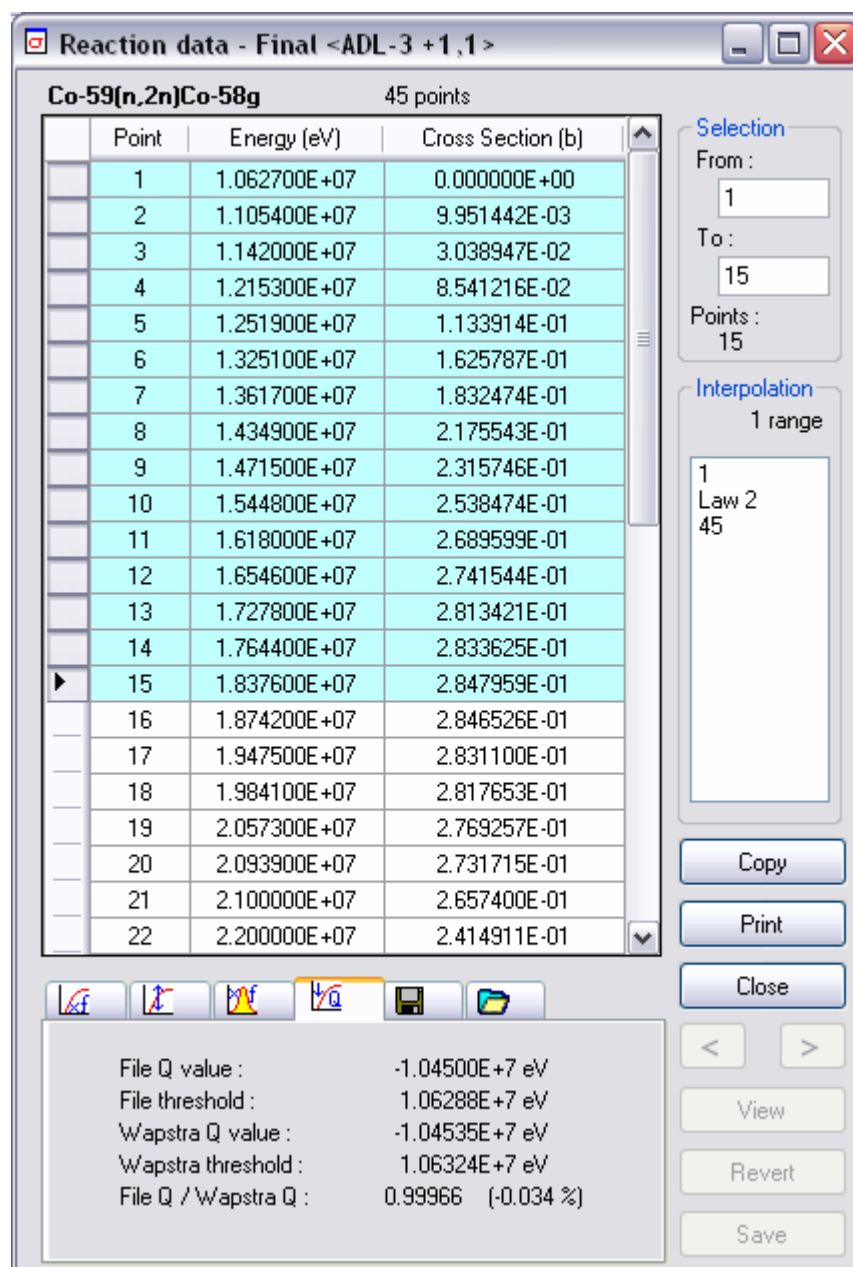 Reaction data - Final <ADL-3 +1,1>
Co-59(n,2n)Co-58g 45 points
Point Energy (eV) Cross Section (b)
1 1.062700E+07 0.000000E+00
2 1.105400E+07 9.951442E-03
3 1.142000E+07 3.038947E-02
4 1.215300E+07 8.541216E-02
5 1.251900E+07 1.133914E-01
6 1.325100E+07 1.625787E-01
7 1.361700E+07 1.832474E-01
8 1.434900E+07 2.175543E-01
9 1.471500E+07 2.315746E-01
10 1.544800E+07 2.538474E-01
11 1.618000E+07 2.689599E-01
12 1.654600E+07 2.741544E-01
13 1.727800E+07 2.813421E-01
14 1.764400E+07 2.833625E-01
15 1.837600E+07 2.847959E-01
16 1.874200E+07 2.846526E-01
17 1.947500E+07 2.831100E-01
18 1.984100E+07 2.817653E-01
19 2.057300E+07 2.769257E-01
20 2.093900E+07 2.731715E-01
21 2.100000E+07 2.657400E-01
22 2.200000E+07 2.414911E-01
Selection
From :
1
To :
15
Points :
15
Interpolation
1 range
1
Law 2
45
Copy
Print
Close
< >
View
Revert
Save
File Q value : -1.04500E+7 eV
File threshold : 1.06288E+7 eV
Wapstra Q value : -1.04535E+7 eV
Wapstra threshold : 1.06324E+7 eV
File Q / Wapstra Q : 0.99966 (-0.034 %)